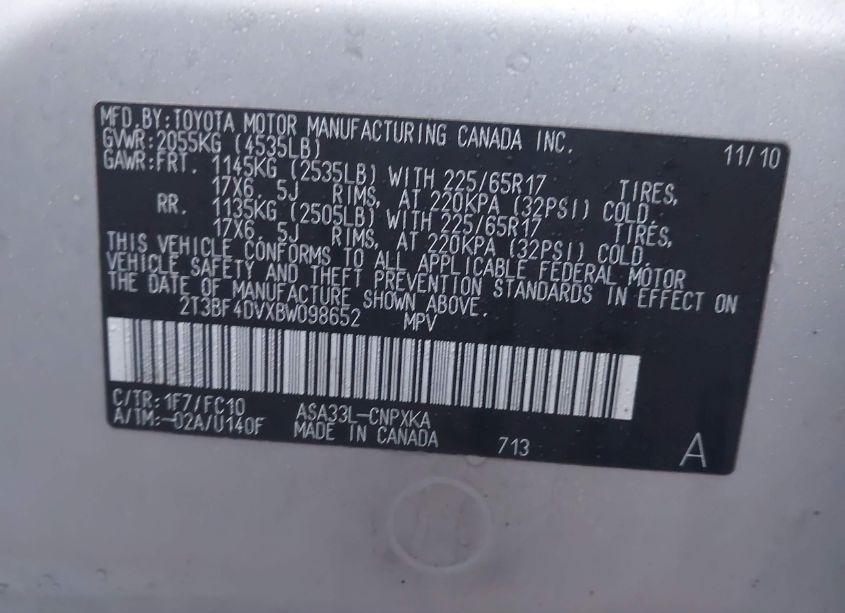 MFD.BY:TOYOTA MOTOR MANUFACTURING CANADA INC. 11/10
GVWR:2055KG (4535LB)
GAWR:FRT. 1145KG (2535LB) WITH 225/65R17 TIRES,
17X6.5J RIMS, AT 220KPA (32PSI) COLD.
RR. 1135KG (2505LB) WITH 225/65R17 TIRES,
17X6.5J RIMS, AT 220KPA (32PSI) COLD.
THIS VEHICLE CONFORMS TO ALL APPLICABLE FEDERAL MOTOR
VEHICLE SAFETY AND THEFT PREVENTION STANDARDS IN EFFECT ON
THE DATE OF MANUFACTURE SHOWN ABOVE.
2T3BF4DVXBW098652 MPV
C/TR:1F7/FC10 ASA33L-CNPXKA
A/TM:-02A/U140F MADE IN CANADA 713 A